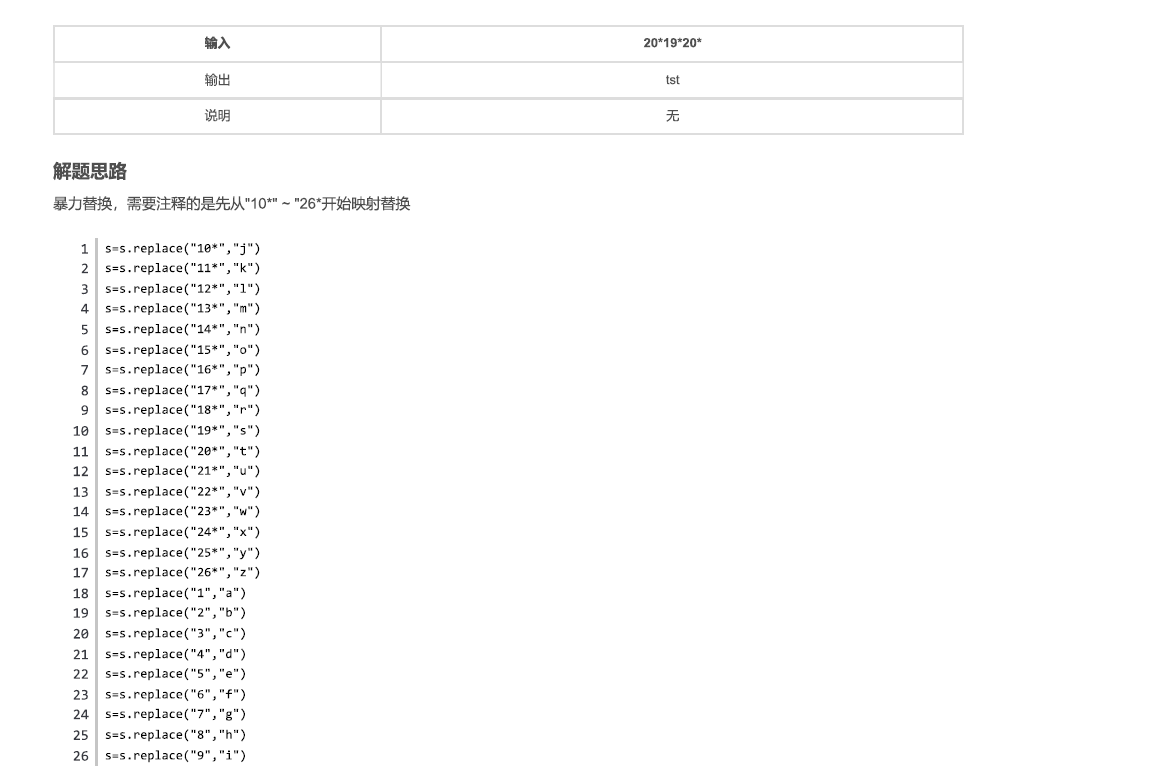 输入 20*19*20*
输出 tst
说明 无
解题思路
暴力替换，需要注释的是先从"10*" ~ "26*开始映射替换
1 s=s.replace("10*","j")
2 s=s.replace("11*","k")
3 s=s.replace("12*","l")
4 s=s.replace("13*","m")
5 s=s.replace("14*","n")
6 s=s.replace("15*","o")
7 s=s.replace("16*","p")
8 s=s.replace("17*","q")
9 s=s.replace("18*","r")
10 s=s.replace("19*","s")
11 s=s.replace("20*","t")
12 s=s.replace("21*","u")
13 s=s.replace("22*","v")
14 s=s.replace("23*","w")
15 s=s.replace("24*","x")
16 s=s.replace("25*","y")
17 s=s.replace("26*","z")
18 s=s.replace("1","a")
19 s=s.replace("2","b")
20 s=s.replace("3","c")
21 s=s.replace("4","d")
22 s=s.replace("5","e")
23 s=s.replace("6","f")
24 s=s.replace("7","g")
25 s=s.replace("8","h")
26 s=s.replace("9","i")